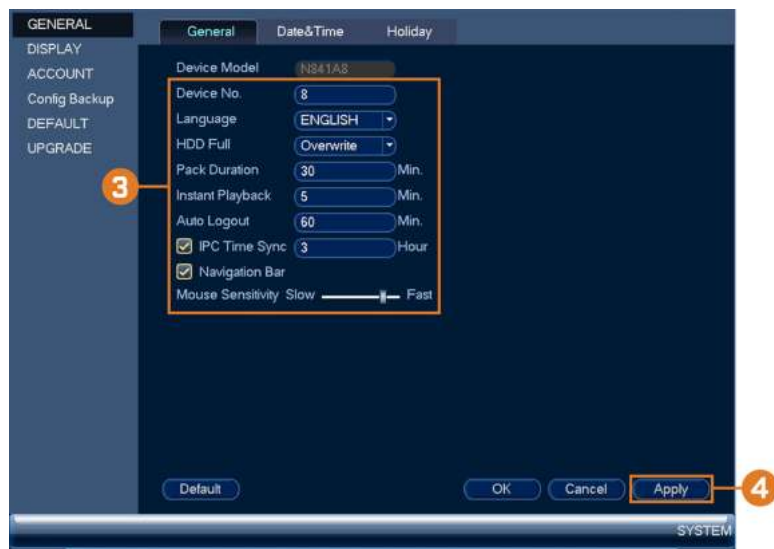 GENERAL
DISPLAY
ACCOUNT
Config Backup
DEFAULT
UPGRADE
General Date&Time Holiday
Device Model N841A8
Device No. 8
Language ENGLISH
HDD Full Overwrite
Pack Duration 30 Min.
Instant Playback 5 Min.
Auto Logout 60 Min.
IPC Time Sync 3 Hour
Navigation Bar
Mouse Sensitivity Slow Fast
3
Default OK Cancel Apply
4
SYSTEM